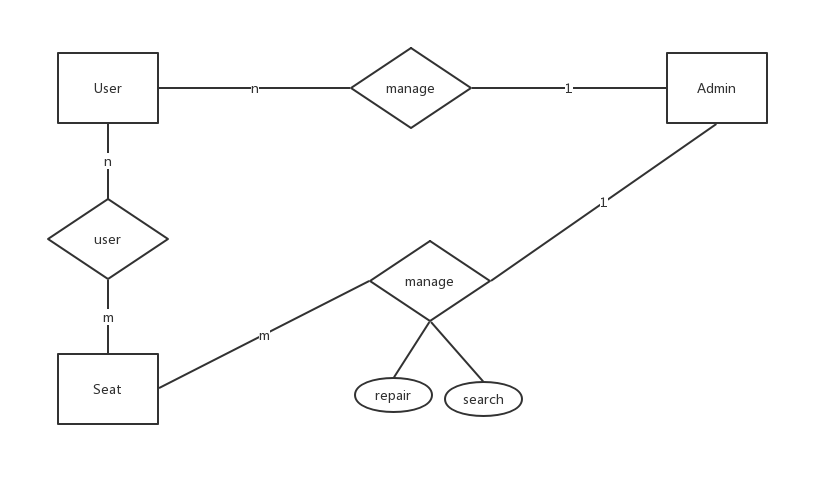 User
n
manage
1
Admin
n
1
user
manage
m
m
Seat
repair
search